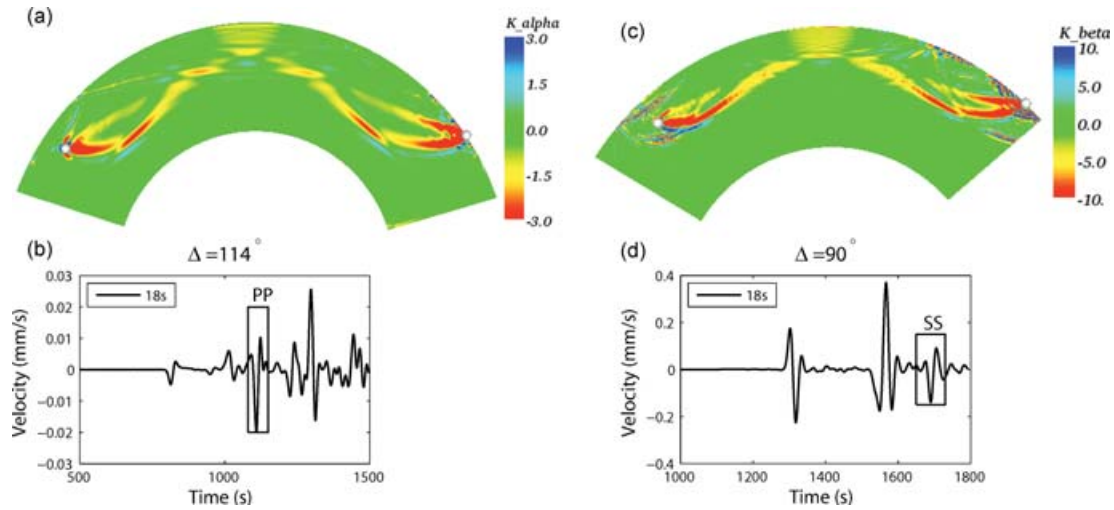 (a)
K_alpha
3.0
1.5
0.0
-1.5
-3.0
(c)
K_beta
10.
5.0
0.0
-5.0
-10.
(b)
Δ=114°
0.03
0.02
0.01
0
−0.01
−0.02
−0.03
Velocity (mm/s)
18s
PP
500
1000
1500
Time (s)
(d)
Δ=90°
0.4
0.2
0
−0.2
−0.4
Velocity (mm/s)
18s
SS
1000
1200
1400
1600
1800
Time (s)